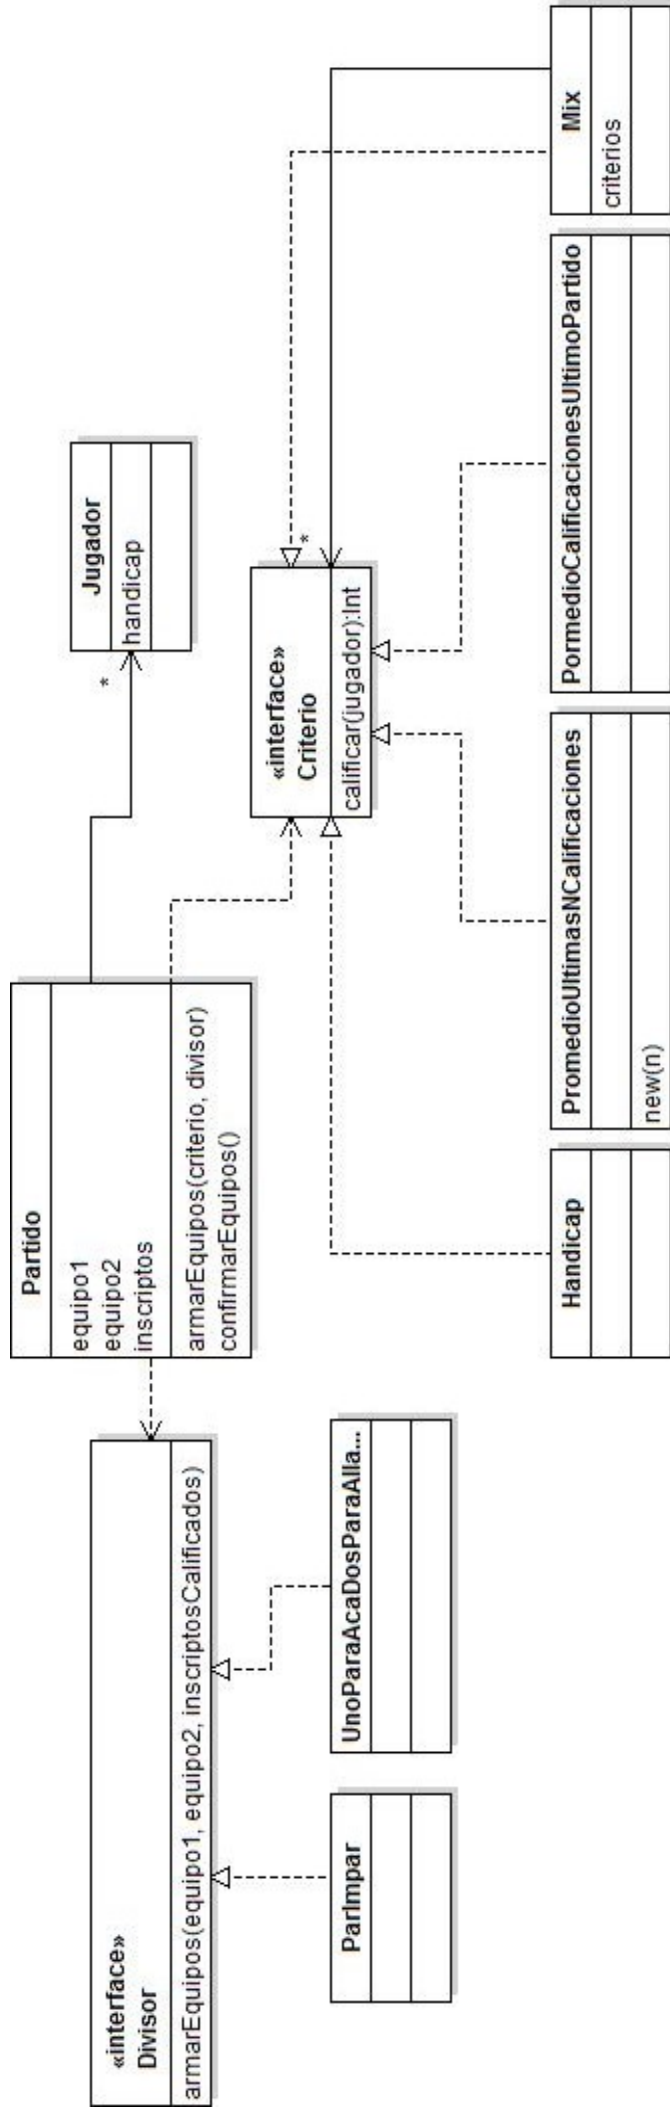 Partido
equipo1
equipo2
inscriptos
armarEquipos(criterio, divisor)
confirmarEquipos()
Jugador
handicap
*
«interface»
Divisor
armarEquipos(equipo1, equipo2, inscriptosCalificados)
«interface»
Criterio
calificar(jugador):Int
*
ParImpar
UnoParaAcaDosParaAlla...
Handicap
PromedioUltimasNCalificaciones
new(n)
PormedioCalificacionesUltimoPartido
Mix
criterios